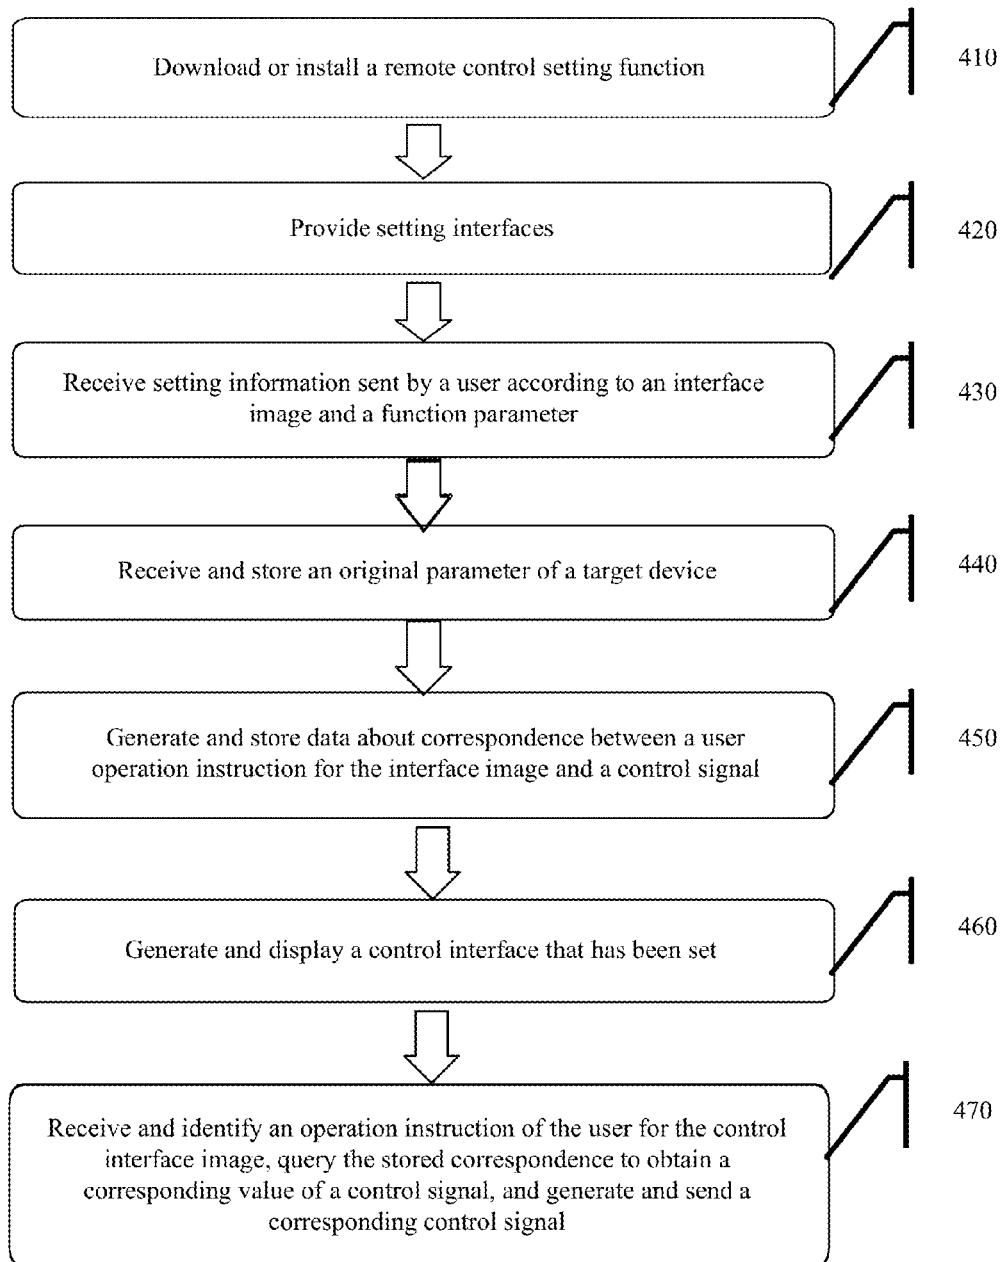 Download or install a remote control setting function
410
Provide setting interfaces
420
Receive setting information sent by a user according to an interface
image and a function parameter
430
Receive and store an original parameter of a target device
440
Generate and store data about correspondence between a user
operation instruction for the interface image and a control signal
450
Generate and display a control interface that has been set
460
Receive and identify an operation instruction of the user for the control
interface image, query the stored correspondence to obtain a
corresponding value of a control signal, and generate and send a
corresponding control signal
470